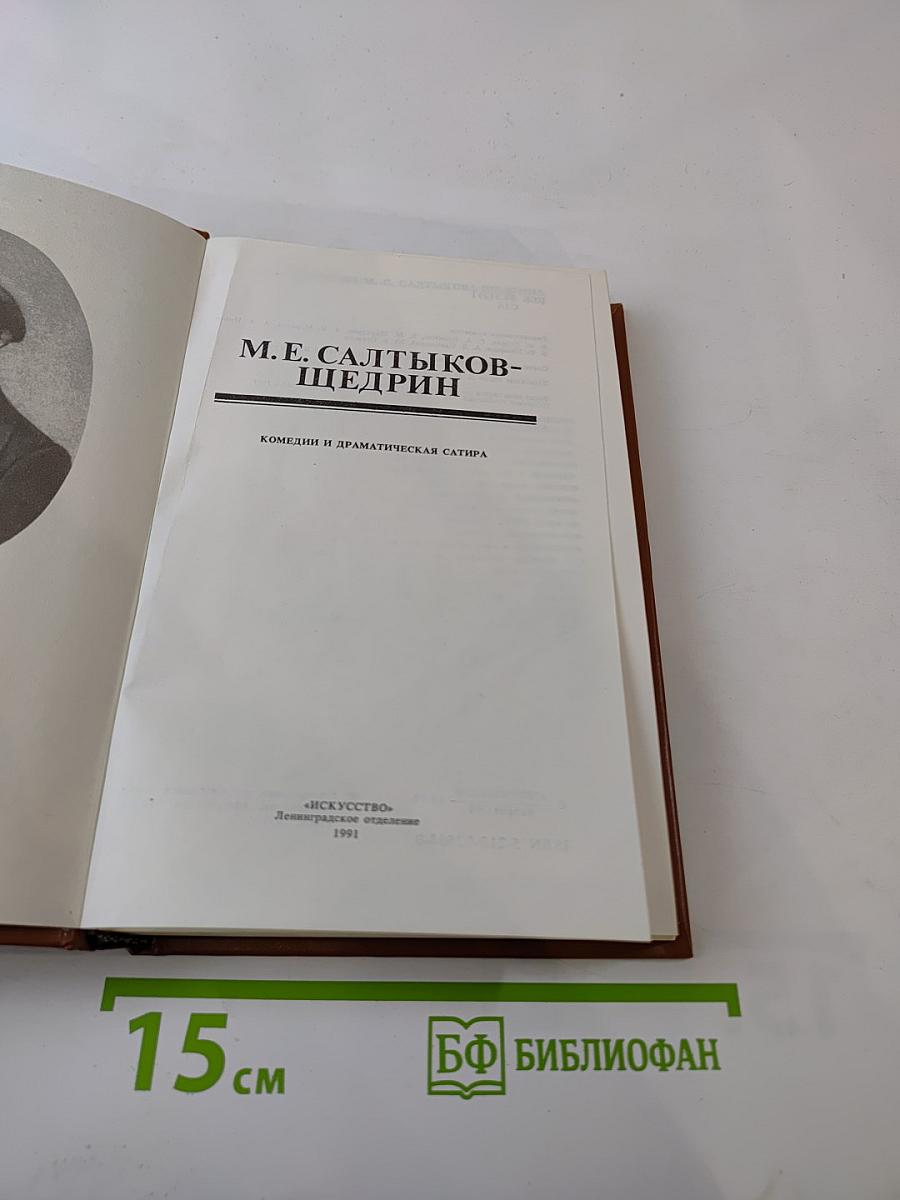 М. Е. САЛТЫКОВ-
ЩЕДРИН
КОМЕДИИ И ДРАМАТИЧЕСКАЯ САТИРА
«ИСКУССТВО»
Ленинградское отделение
1991
15 см
БФ БИБЛИОФАН